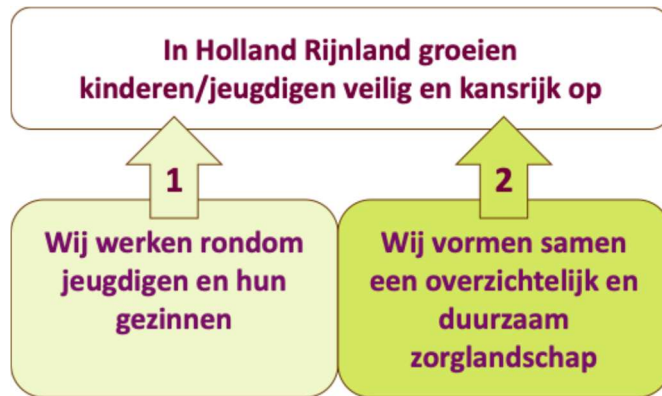 In Holland Rijnland groeien
kinderen/jeugdigen veilig en kansrijk op
1
2
Wij werken rondom
jeugdigen en hun
gezinnen
Wij vormen samen
een overzichtelijk en
duurzaam
zorglandschap